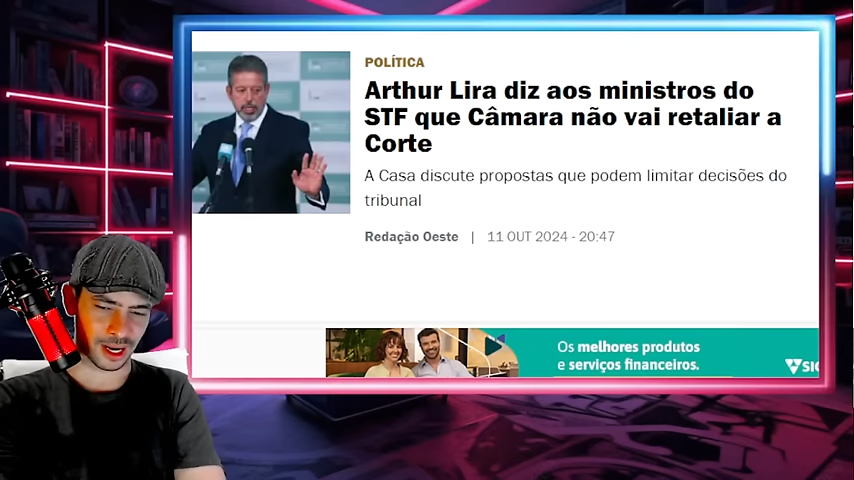 POLÍTICA
Arthur Lira diz aos ministros do
STF que Câmara não vai retaliar a
Corte
A Casa discute propostas que podem limitar decisões do
tribunal
Redação Oeste | 11 OUT 2024 - 20:47
Os melhores produtos
e serviços financeiros.